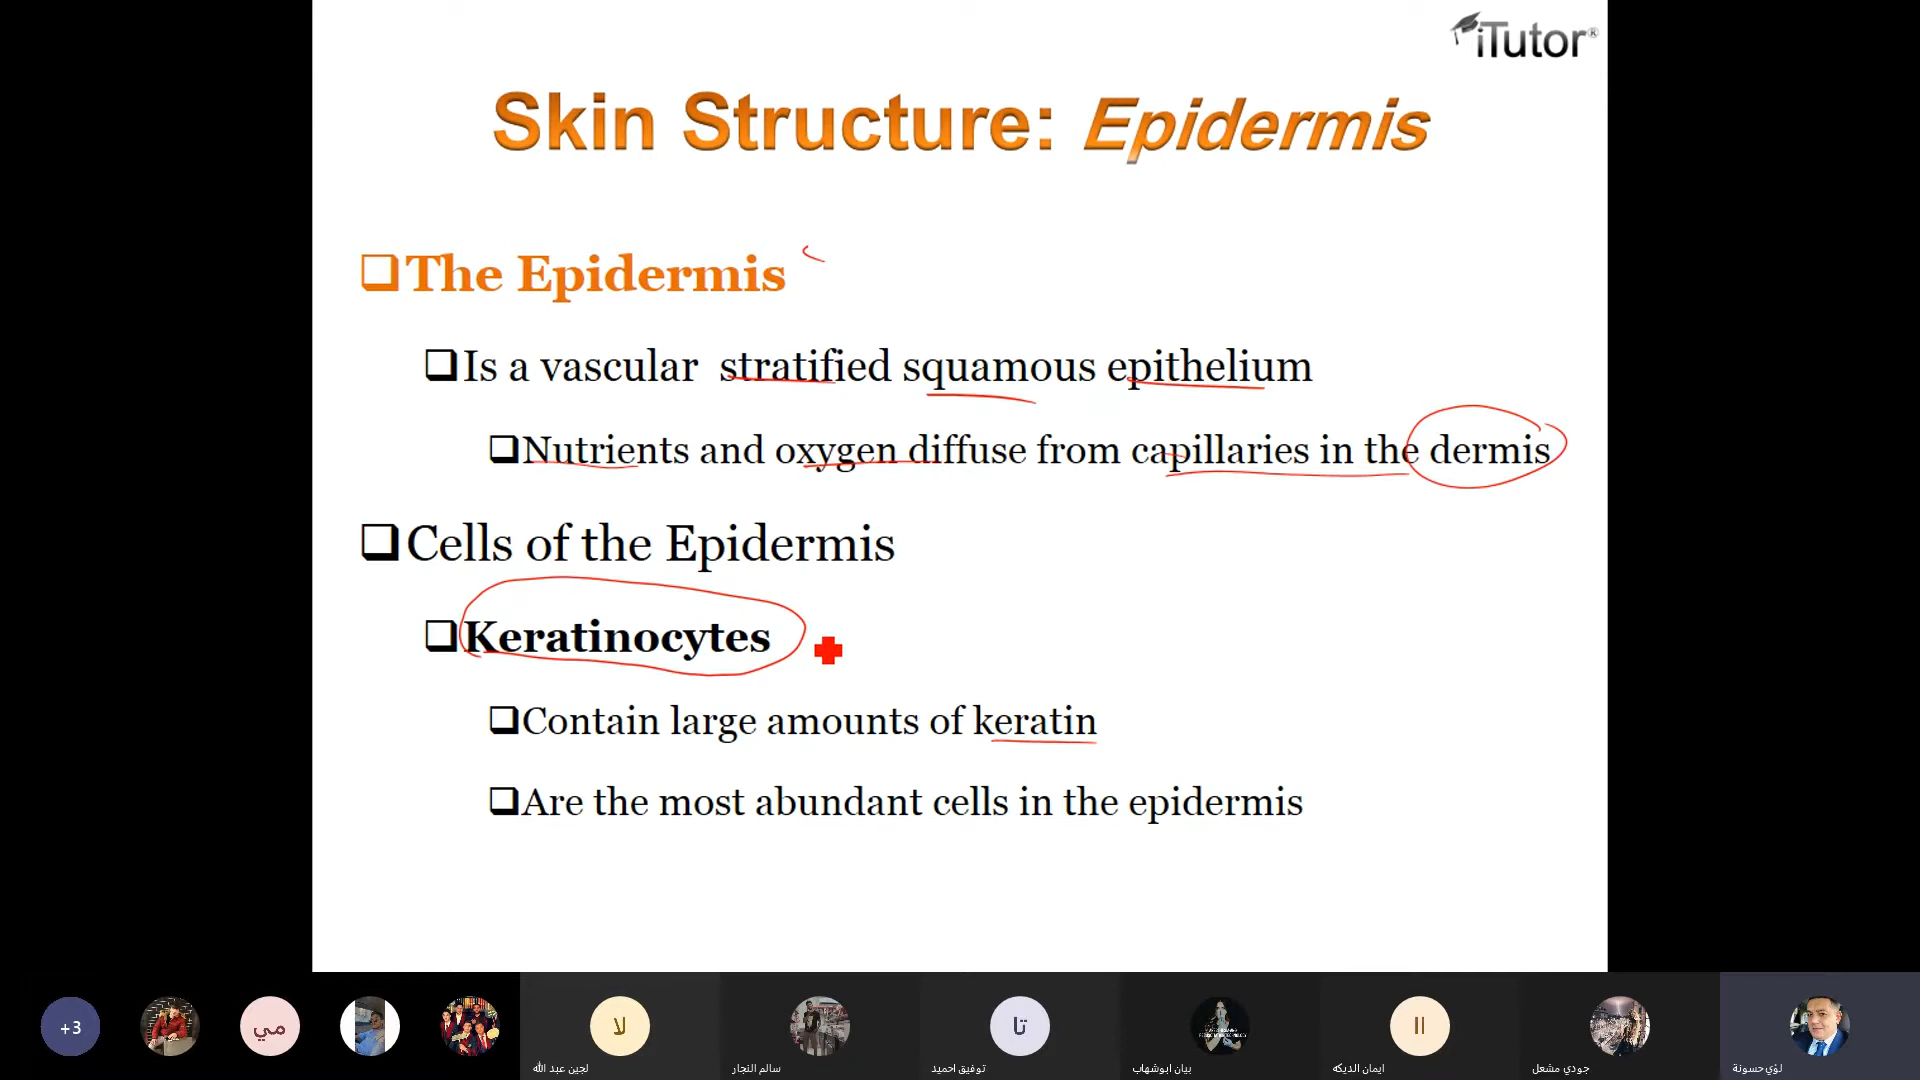 iTutor®
Skin Structure: Epidermis
The Epidermis
Is a vascular stratified squamous epithelium
Nutrients and oxygen diffuse from capillaries in the dermis
Cells of the Epidermis
Keratinocytes
Contain large amounts of keratin
Are the most abundant cells in the epidermis
+3
مي
لا
تا
اا
لجين عبد الله
سالم النجار
توفيق احميد
بيان ابوشهاب
ايمان الديكه
جودي مشعل
لؤي حسونة